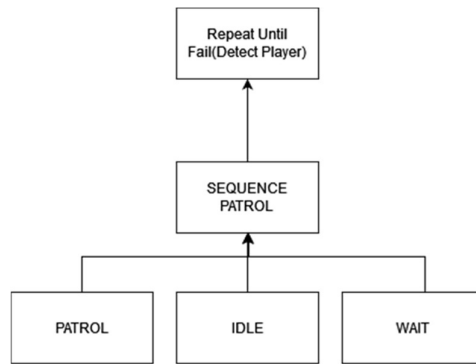 Repeat Until
Fail(Detect Player)
SEQUENCE
PATROL
PATROL
IDLE
WAIT